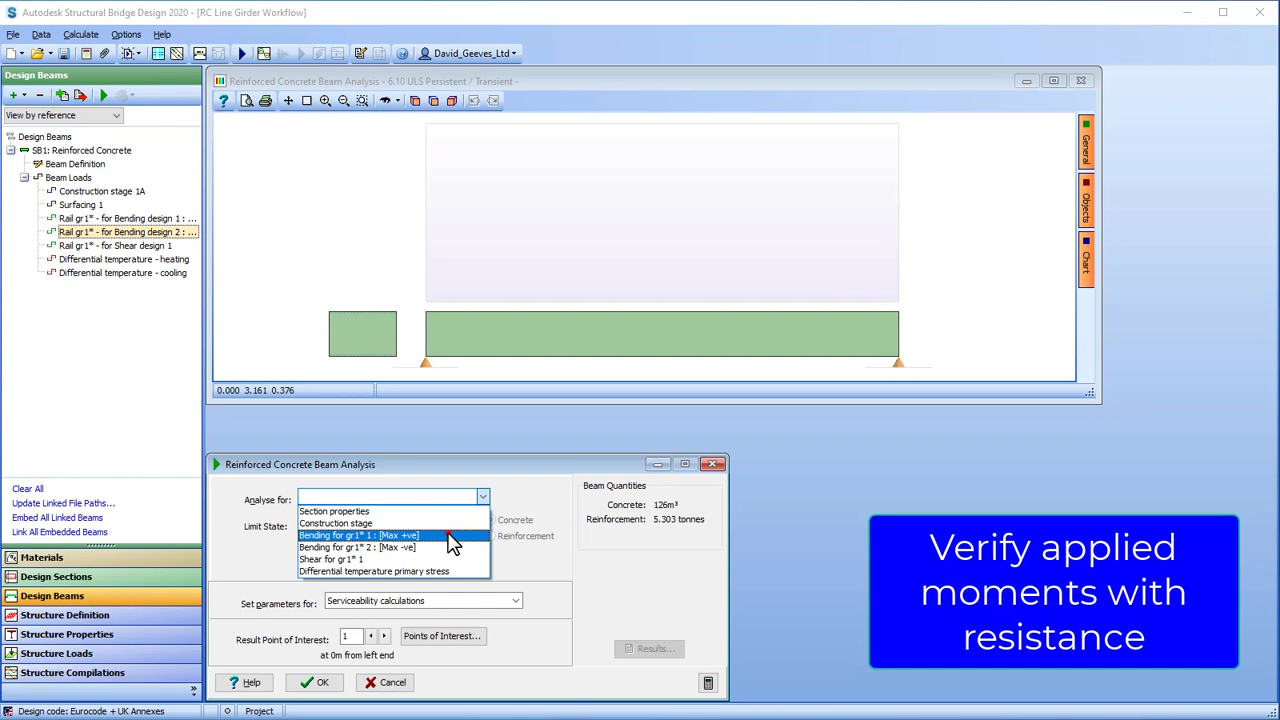 Autodesk Structural Bridge Design 2020 - [RC Line Girder Workflow]
File Data Calculate Options Help
David_Geeves_Ltd
Design Beams
View by reference
Design Beams
SB1: Reinforced Concrete
Beam Definition
Beam Loads
Construction stage 1A
Surfacing 1
Rail gr1* - for Bending design 1 : ...
Rail gr1* - for Bending design 2 : ...
Rail gr1* - for Shear design 1
Differential temperature - heating
Differential temperature - cooling
Clear All
Update Linked File Paths...
Embed All Linked Beams
Link All Embedded Beams
Materials
Design Sections
Design Beams
Structure Definition
Structure Properties
Structure Loads
Structure Compilations
Reinforced Concrete Beam Analysis - 6.10 ULS Persistent / Transient -
General
Objects
Chart
0.000 3.161 0.376
Reinforced Concrete Beam Analysis
Analyse for:
Section properties
Construction stage
Bending for gr1* 1 : [Max +ve]
Bending for gr1* 2 : [Max -ve]
Shear for gr1* 1
Differential temperature primary stress
Limit State:
Concrete
Reinforcement
Set parameters for: Serviceability calculations
Result Point of Interest: 1 Points of Interest...
at 0m from left end
Beam Quantities
Concrete: 126m³
Reinforcement: 5.303 tonnes
Results...
Help OK Cancel
Verify applied
moments with
resistance
Design code: Eurocode + UK Annexes Project